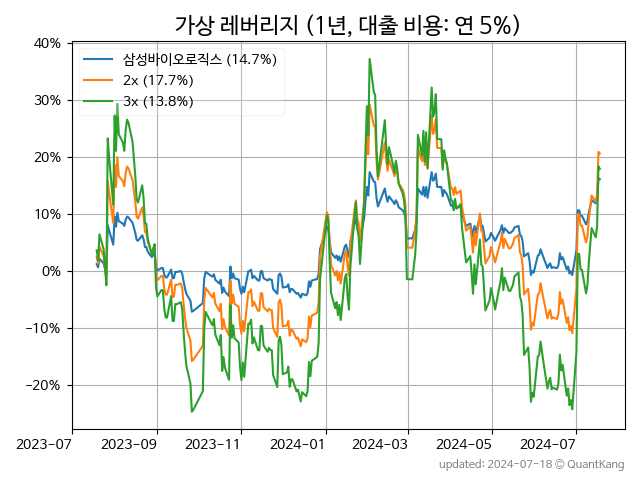 가상 레버리지 (1년, 대출 비용: 연 5%)
40%
30%
20%
10%
0%
−10%
−20%
삼성바이오로직스 (14.7%)
2x (17.7%)
3x (13.8%)
2023-07
2023-09
2023-11
2024-01
2024-03
2024-05
2024-07
updated: 2024-07-18 © QuantKang